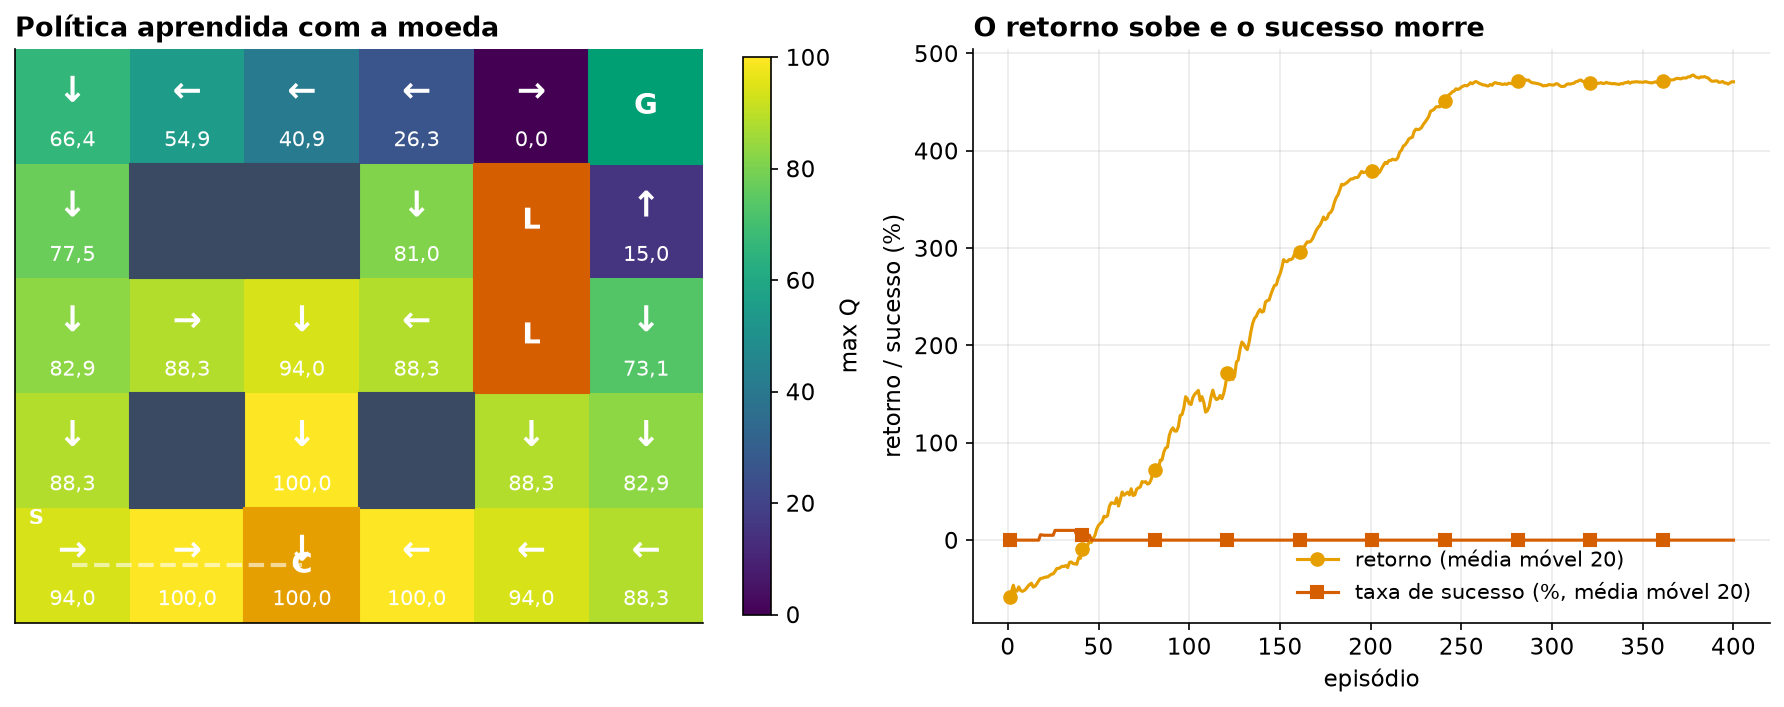 Política aprendida com a moeda
↓ ← ← ← → G
66,4 54,9 40,9 26,3 0,0
↓ ↓ L ↑
77,5 81,0 15,0
↓ → ↓ ← L ↓
82,9 88,3 94,0 88,3 73,1
↓ ↓ ↓ ↓
88,3 100,0 88,3 82,9
S
→ → ↓ ← ← ←
C
94,0 100,0 100,0 100,0 94,0 88,3
100
80
60
40
20
0
max Q
O retorno sobe e o sucesso morre
500
400
300
200
100
0
retorno / sucesso (%)
retorno (média móvel 20)
taxa de sucesso (%, média móvel 20)
0 50 100 150 200 250 300 350 400
episódio